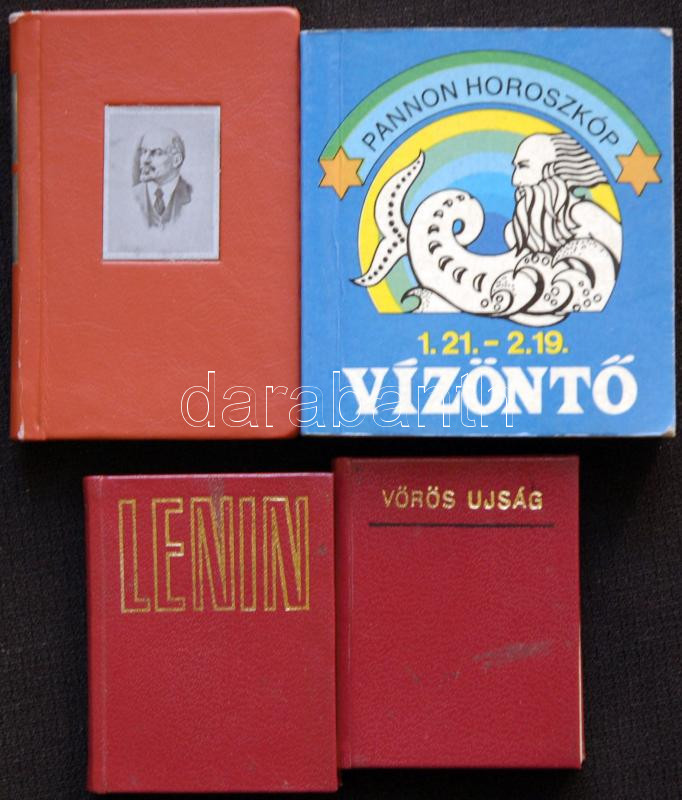 PANNON HOROSZKÓP
1.21.-2.19.
VÍZÖNTŐ
darabanth
LENIN
VÖRÖS UJSÁG